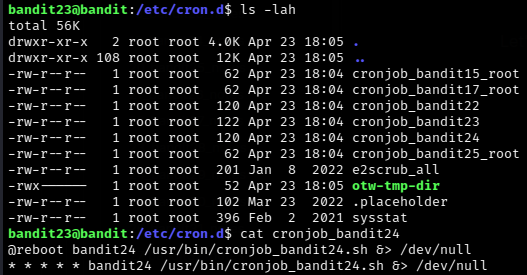 bandit23@bandit:/etc/cron.d$ ls -lah
total 56K
drwxr-xr-x   2 root root 4.0K Apr 23 18:05 .
drwxr-xr-x 108 root root  12K Apr 23 18:05 ..
-rw-r--r--   1 root root   62 Apr 23 18:04 cronjob_bandit15_root
-rw-r--r--   1 root root   62 Apr 23 18:04 cronjob_bandit17_root
-rw-r--r--   1 root root  120 Apr 23 18:04 cronjob_bandit22
-rw-r--r--   1 root root  122 Apr 23 18:04 cronjob_bandit23
-rw-r--r--   1 root root  120 Apr 23 18:04 cronjob_bandit24
-rw-r--r--   1 root root   62 Apr 23 18:04 cronjob_bandit25_root
-rw-r--r--   1 root root  201 Jan  8  2022 e2scrub_all
-rwx------   1 root root   52 Apr 23 18:05 otw-tmp-dir
-rw-r--r--   1 root root  102 Mar 23  2022 .placeholder
-rw-r--r--   1 root root  396 Feb  2  2021 sysstat
bandit23@bandit:/etc/cron.d$ cat cronjob_bandit24
@reboot bandit24 /usr/bin/cronjob_bandit24.sh &> /dev/null
* * * * * bandit24 /usr/bin/cronjob_bandit24.sh &> /dev/null